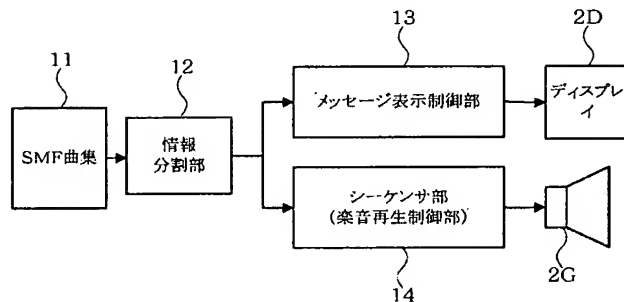 13
2D
11
12
メッセージ表示制御部
ディスプレ
イ
SMF曲集
情報
分割部
シーケンサ部
(楽音再生制御部)
14
2G